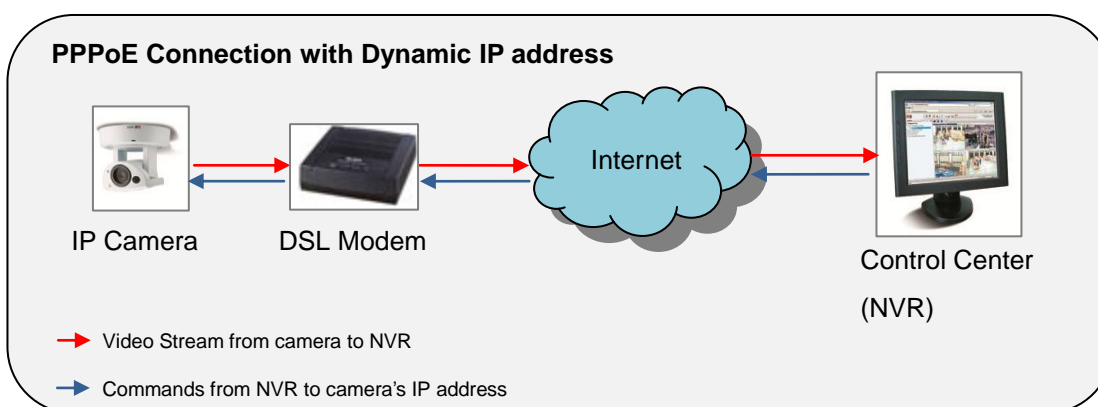 PPPoE Connection with Dynamic IP address
Internet
IP Camera
DSL Modem
Control Center
(NVR)
Video Stream from camera to NVR
Commands from NVR to camera's IP address